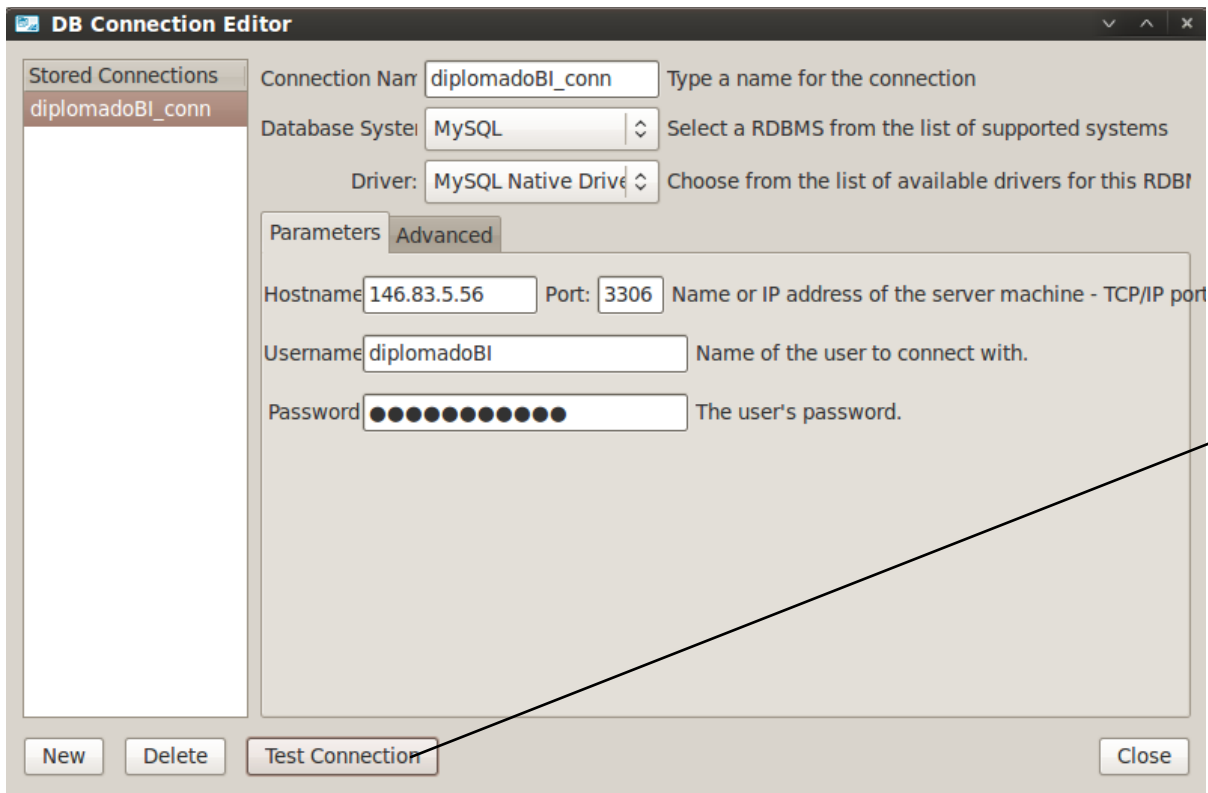 DB Connection Editor
Stored Connections
diplomadoBI_conn
Connection Nam diplomadoBI_conn Type a name for the connection
Database System MySQL Select a RDBMS from the list of supported systems
Driver: MySQL Native Drive Choose from the list of available drivers for this RDBM
Parameters Advanced
Hostname 146.83.5.56 Port: 3306 Name or IP address of the server machine - TCP/IP port
Username diplomadoBI Name of the user to connect with.
Password ●●●●●●●●●●● The user's password.
New Delete Test Connection Close